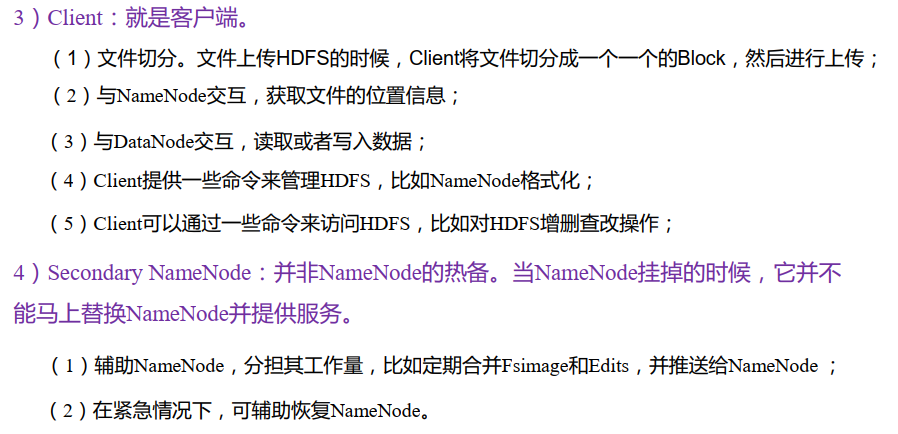 3）Client：就是客户端。
（1）文件切分。文件上传HDFS的时候，Client将文件切分成一个一个的Block，然后进行上传；
（2）与NameNode交互，获取文件的位置信息；
（3）与DataNode交互，读取或者写入数据；
（4）Client提供一些命令来管理HDFS，比如NameNode格式化；
（5）Client可以通过一些命令来访问HDFS，比如对HDFS增删查改操作；
4）Secondary NameNode：并非NameNode的热备。当NameNode挂掉的时候，它并不
能马上替换NameNode并提供服务。
（1）辅助NameNode，分担其工作量，比如定期合并Fsimage和Edits，并推送给NameNode ；
（2）在紧急情况下，可辅助恢复NameNode。